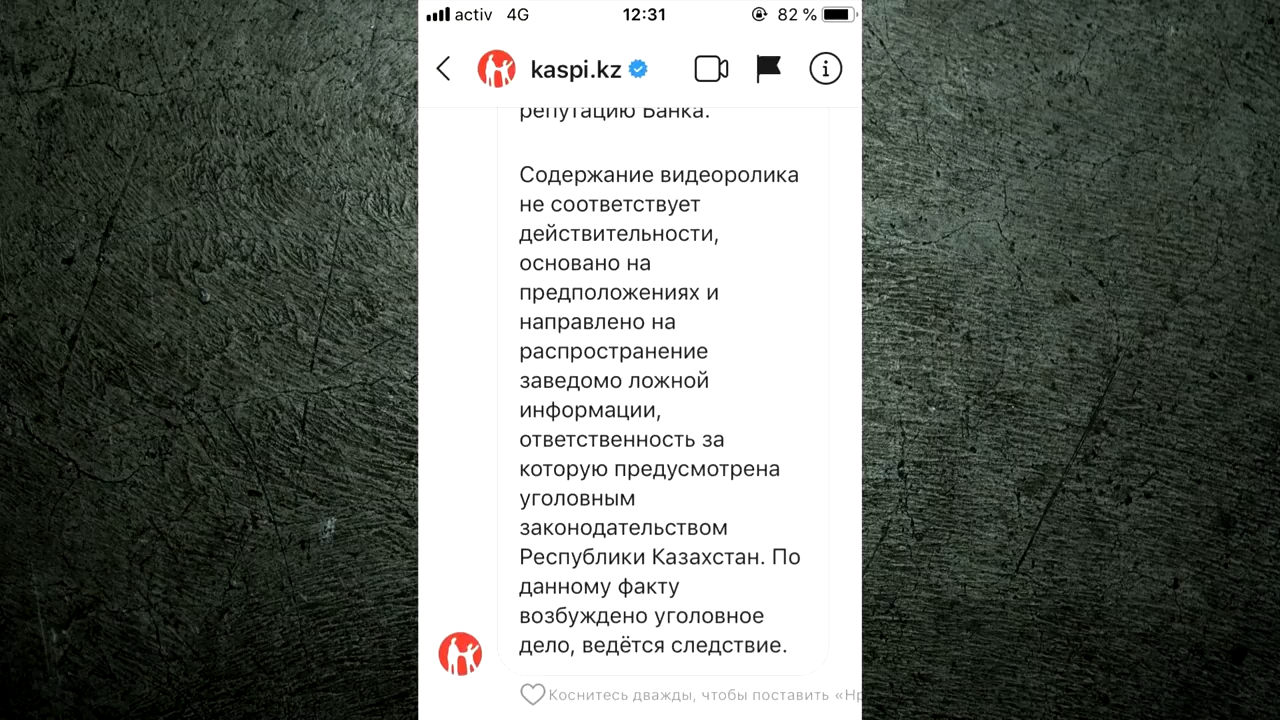 activ 4G 12:31 82 %
kaspi.kz
репутацию Банка.
Содержание видеоролика
не соответствует
действительности,
основано на
предположениях и
направлено на
распространение
заведомо ложной
информации,
ответственность за
которую предусмотрена
уголовным
законодательством
Республики Казахстан. По
данному факту
возбуждено уголовное
дело, ведётся следствие.
Коснитесь дважды, чтобы поставить «Нр